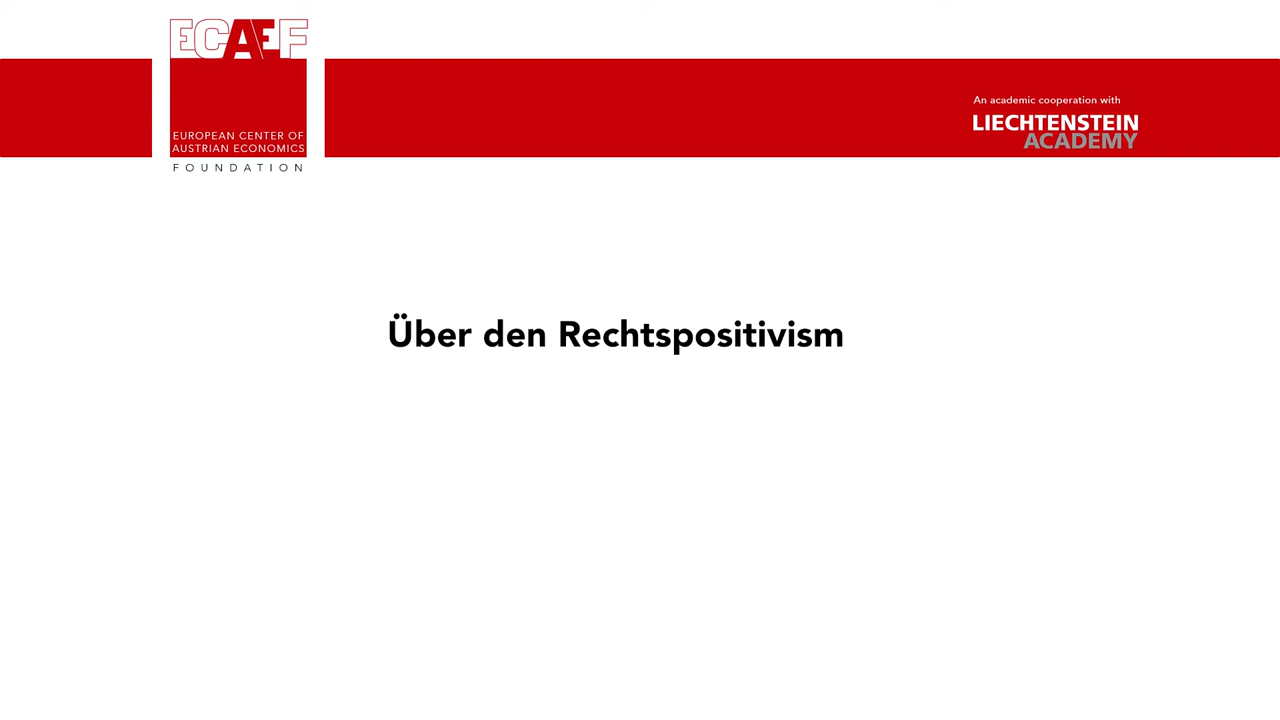 ECAEF
EUROPEAN CENTER OF
AUSTRIAN ECONOMICS
FOUNDATION
An academic cooperation with
LIECHTENSTEIN
ACADEMY
Über den Rechtspositivism